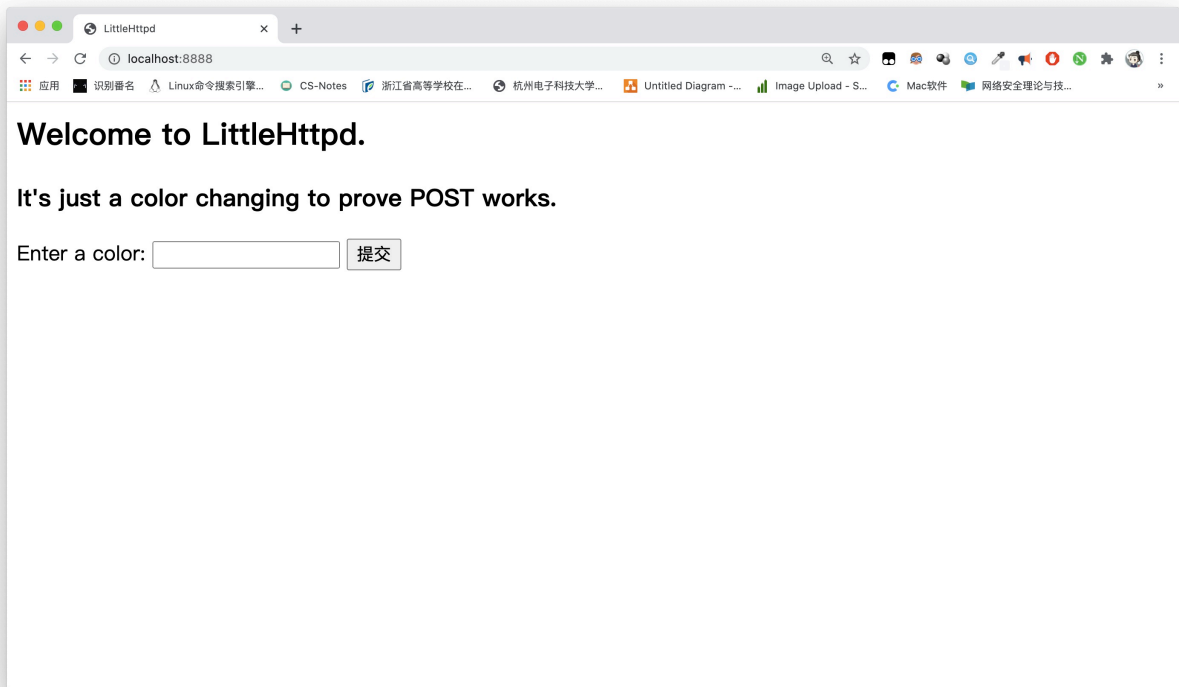 LittleHttpd
localhost:8888
应用 识别番名 Linux命令搜索引擎... CS-Notes 浙江省高等学校在... 杭州电子科技大学... Untitled Diagram -... Image Upload - S... Mac软件 网络安全理论与技... »
Welcome to LittleHttpd.
It's just a color changing to prove POST works.
Enter a color: 提交